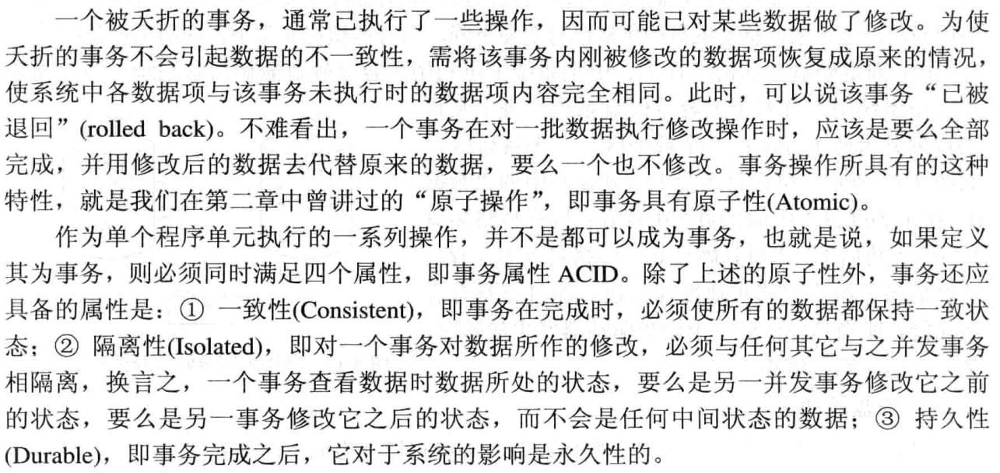 一个被夭折的事务，通常已执行了一些操作，因而可能已对某些数据做了修改。为使
夭折的事务不会引起数据的不一致性，需将该事务内刚被修改的数据项恢复成原来的情况，
使系统中各数据项与该事务未执行时的数据项内容完全相同。此时，可以说该事务“已被
退回”(rolled back)。不难看出，一个事务在对一批数据执行修改操作时，应该是要么全部
完成，并用修改后的数据去代替原来的数据，要么一个也不修改。事务操作所具有的这种
特性，就是我们在第二章中曾讲过的“原子操作”，即事务具有原子性(Atomic)。
作为单个程序单元执行的一系列操作，并不是都可以成为事务，也就是说，如果定义
其为事务，则必须同时满足四个属性，即事务属性 ACID。除了上述的原子性外，事务还应
具备的属性是：① 一致性(Consistent)，即事务在完成时，必须使所有的数据都保持一致状
态；② 隔离性(Isolated)，即对一个事务对数据所作的修改，必须与任何其它与之并发事务
相隔离，换言之，一个事务查看数据时数据所处的状态，要么是另一并发事务修改它之前
的状态，要么是另一事务修改它之后的状态，而不会是任何中间状态的数据；③ 持久性
(Durable)，即事务完成之后，它对于系统的影响是永久性的。